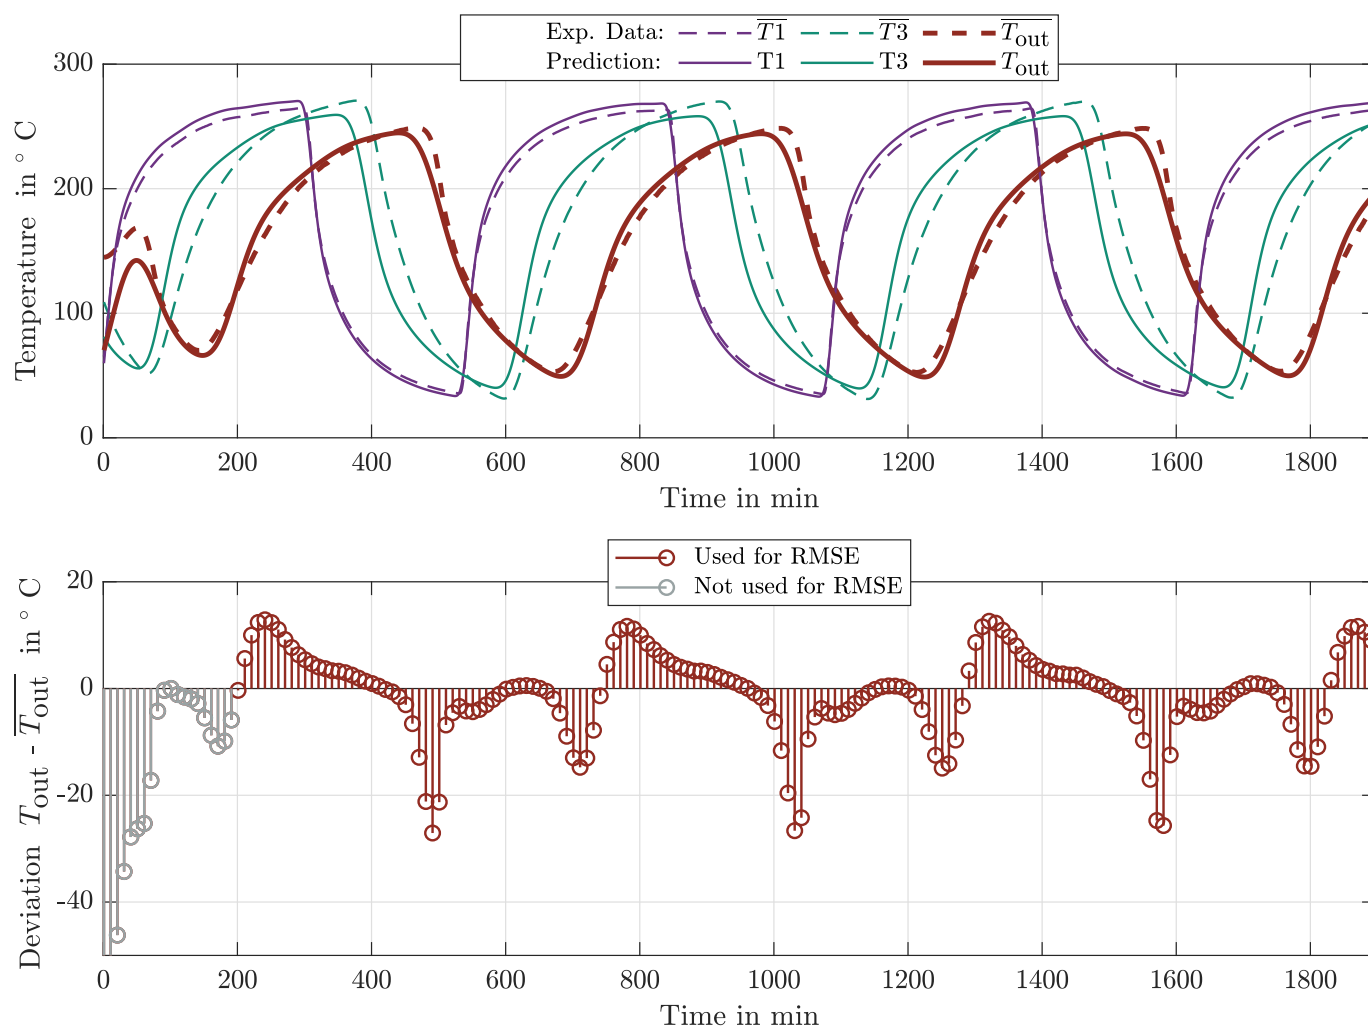 Exp. Data: T1 T3 Tout
Prediction: T1 T3 Tout
300
200
100
0
Temperature in ° C
0 200 400 600 800 1000 1200 1400 1600 1800
Time in min
Used for RMSE
Not used for RMSE
20
0
-20
-40
Deviation Tout - Tout in ° C
0 200 400 600 800 1000 1200 1400 1600 1800
Time in min